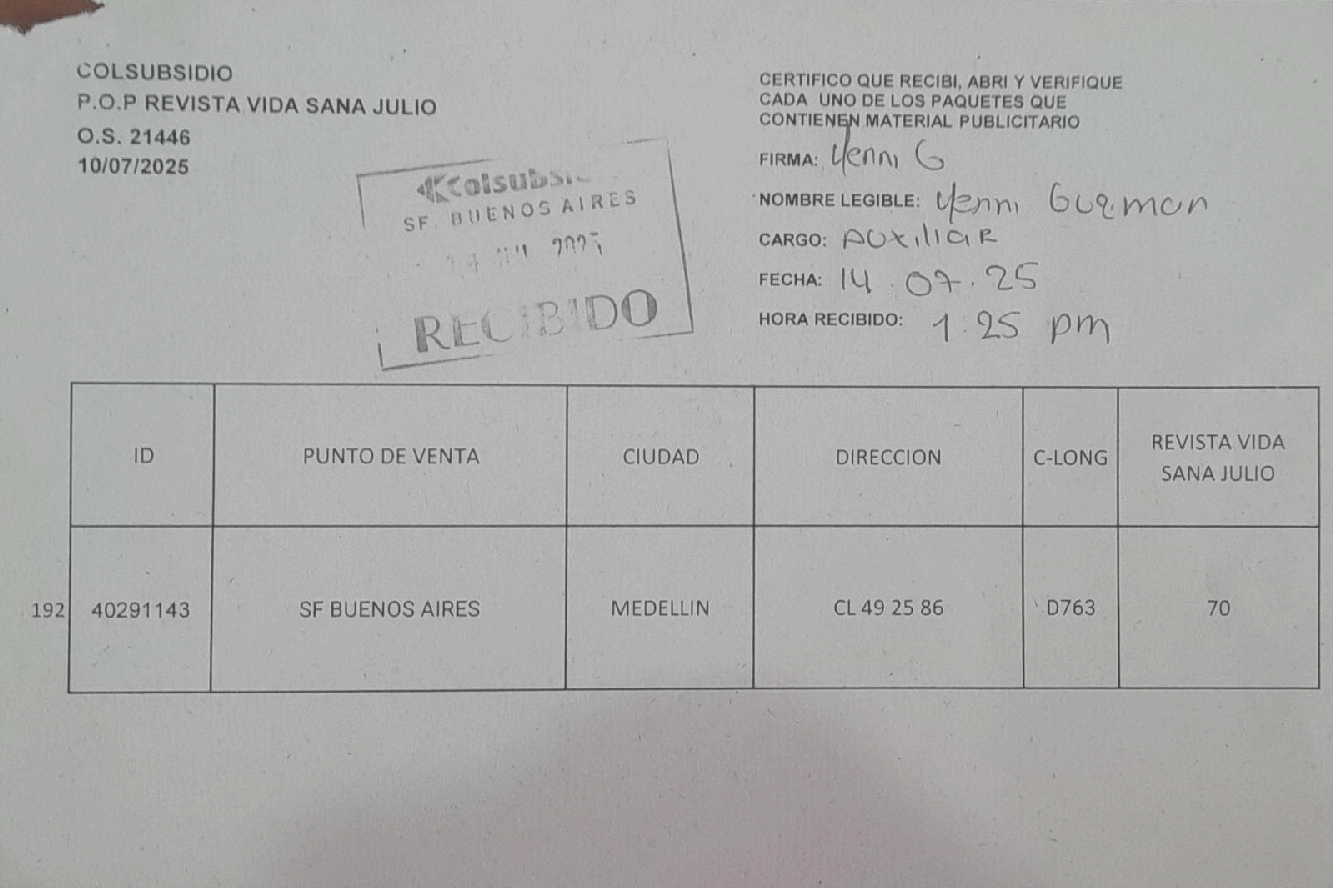 COLSUBSIDIO
P.O.P REVISTA VIDA SANA JULIO
O.S. 21446
10/07/2025
CERTIFICO QUE RECIBI, ABRI Y VERIFIQUE
CADA UNO DE LOS PAQUETES QUE
CONTIENEN MATERIAL PUBLICITARIO
FIRMA: Yenni G
NOMBRE LEGIBLE: Yenni Guzman
CARGO: AUxiliaR
FECHA: 14.07.25
HORA RECIBIDO: 1.25 pm
SF. BUENOS AIRES
RECIBIDO
ID PUNTO DE VENTA CIUDAD DIRECCION C-LONG REVISTA VIDA
SANA JULIO
192 40291143 SF BUENOS AIRES MEDELLIN CL 49 25 86 D763 70